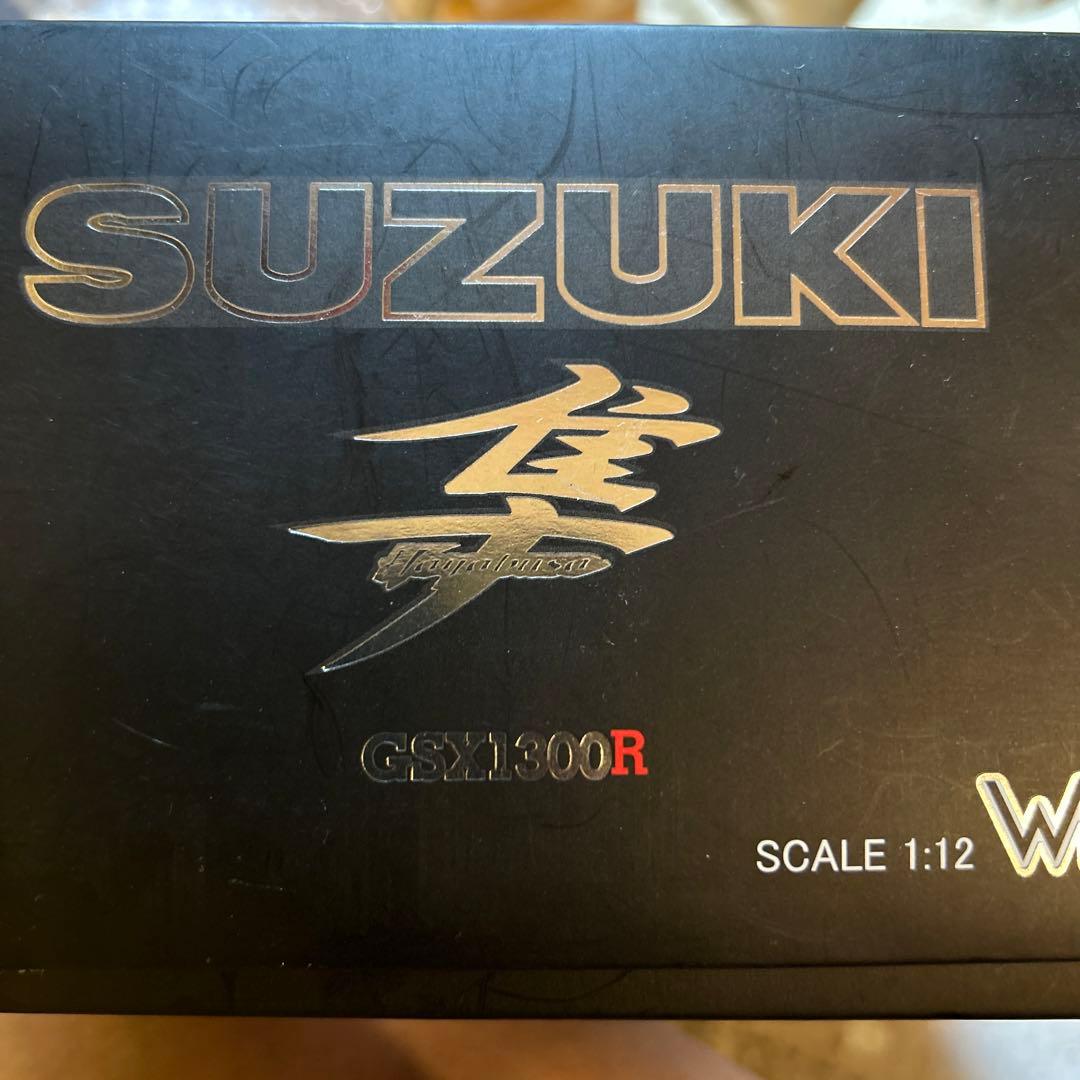 SUZUKI
隼
Hayabusa
GSX1300R
SCALE 1:12 W